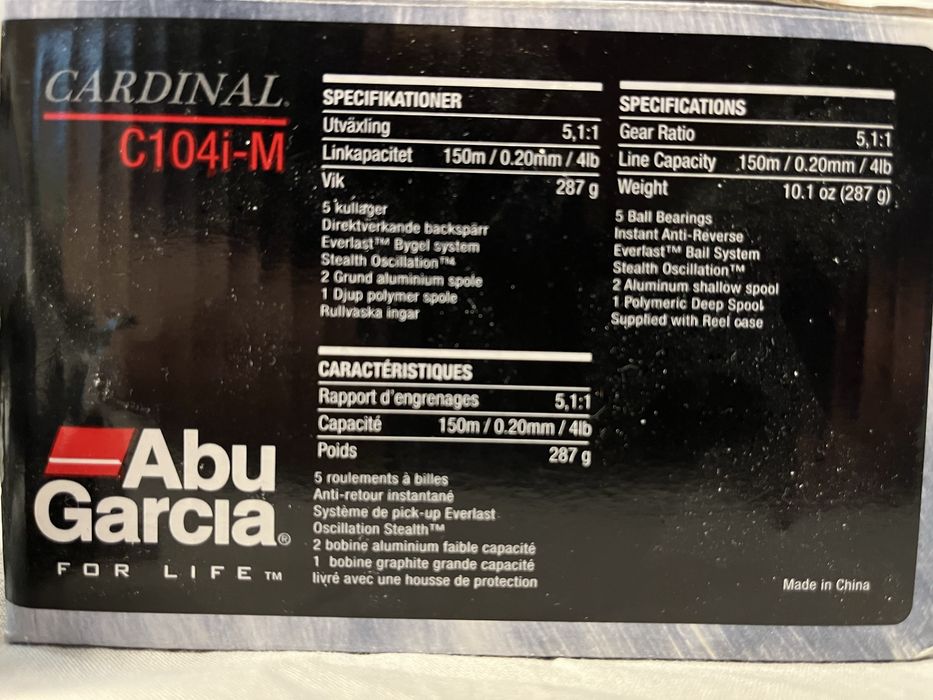 CARDINAL
C104i-M
SPECIFIKATIONER
Utväxling 5,1:1
Linkapacitet 150m / 0.20mm / 4lb
Vik 287 g
5 kullager
Direktverkande backspärr
Everlast™ Bygel system
Stealth Oscillation™
2 Grund aluminium spole
1 Djup polymer spole
Rullvaska ingar
SPECIFICATIONS
Gear Ratio 5,1:1
Line Capacity 150m / 0.20mm / 4lb
Weight 10.1 oz (287 g)
5 Ball Bearings
Instant Anti-Reverse
Everlast™ Bail System
Stealth Oscillation™
2 Aluminum shallow spool
1 Polymeric Deep Spool
Supplied with Reel case
CARACTÉRISTIQUES
Rapport d'engrenages 5,1:1
Capacité 150m / 0.20mm / 4lb
Poids 287 g
5 roulements à billes
Anti-retour instantané
Système de pick-up Everlast
Oscillation Stealth™
2 bobine aluminium faible capacité
1 bobine graphite grande capacité
livré avec une housse de protection
Abu
Garcia®
FOR LIFE™
Made in China